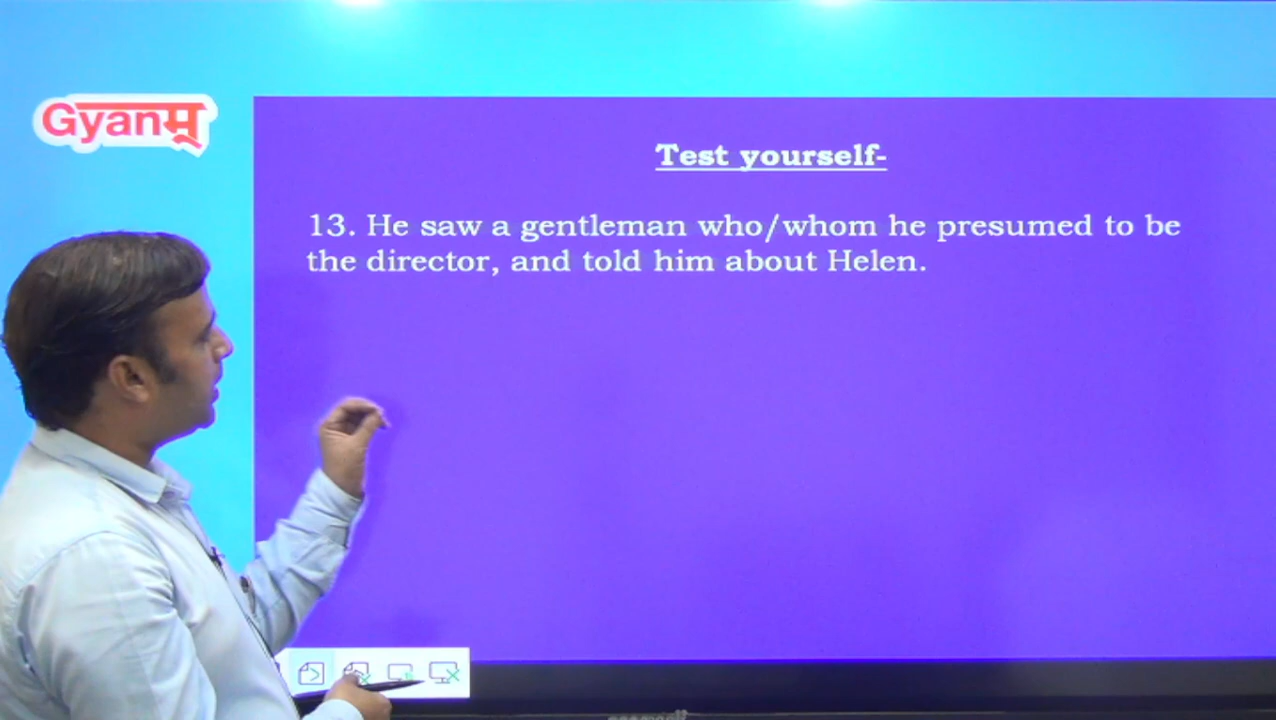 Gyanम्
Test yourself-
13. He saw a gentleman who/whom he presumed to be
the director, and told him about Helen.